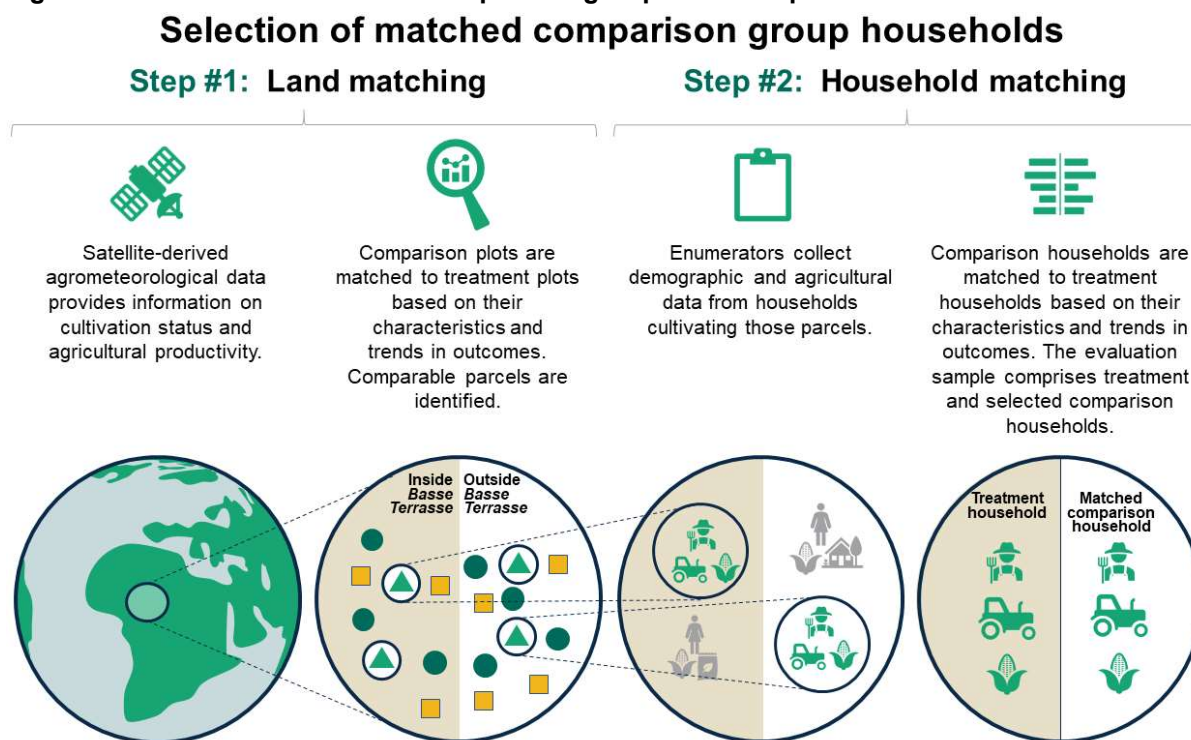 Selection of matched comparison group households
Step #1: Land matching
Step #2: Household matching
Satellite-derived
agrometeorological data
provides information on
cultivation status and
agricultural productivity.
Comparison plots are
matched to treatment plots
based on their
characteristics and
trends in outcomes.
Comparable parcels are
identified.
Enumerators collect
demographic and agricultural
data from households
cultivating those parcels.
Comparison households are
matched to treatment
households based on their
characteristics and trends in
outcomes. The evaluation
sample comprises treatment
and selected comparison
households.
Inside
Basse
Terrasse
Outside
Basse
Terrasse
Treatment
household
Matched
comparison
household